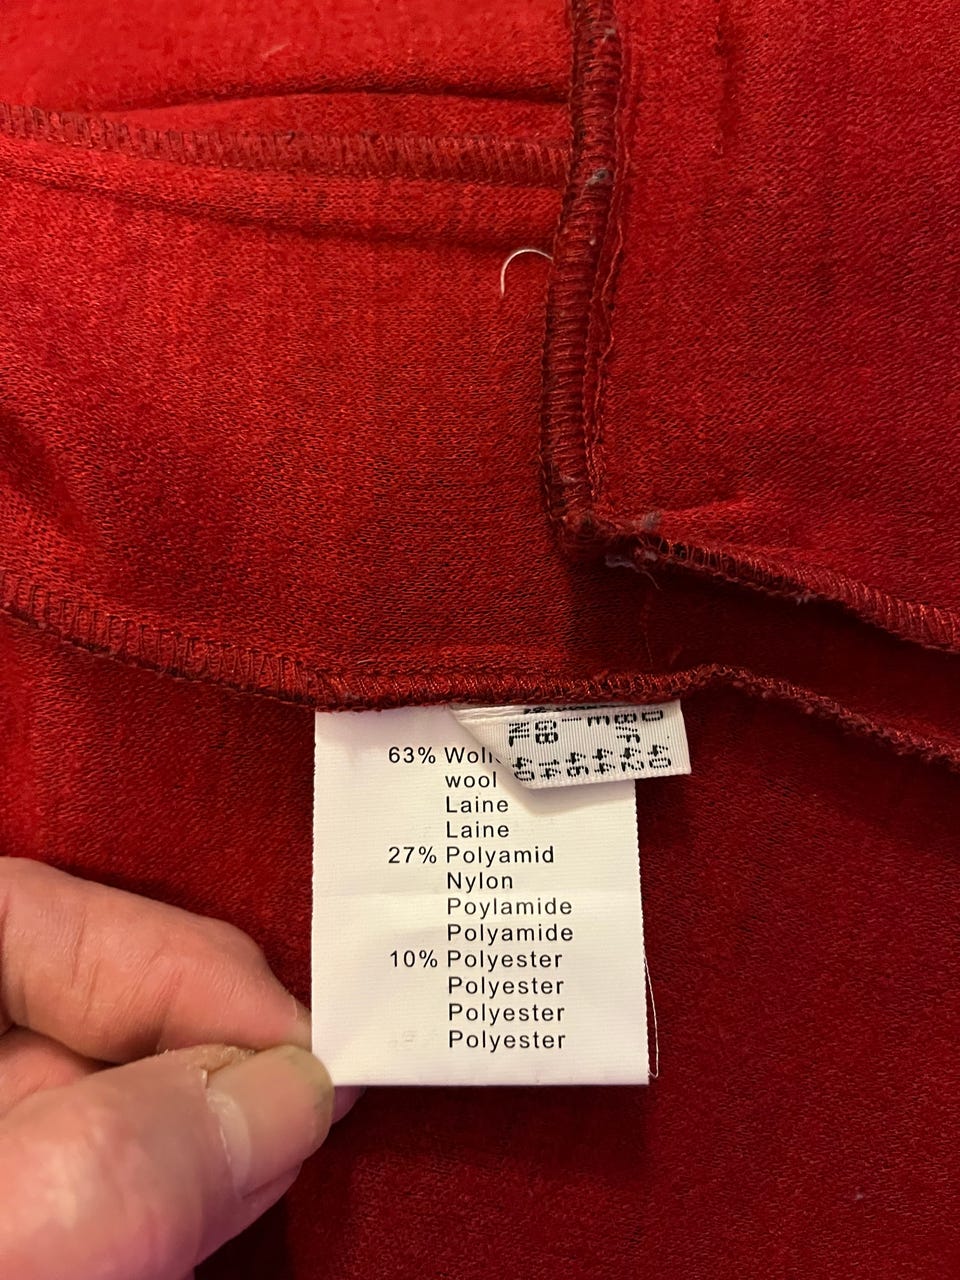 63% Wolle
wool
Laine
Laine
27% Polyamid
Nylon
Poylamide
Polyamide
10% Polyester
Polyester
Polyester
Polyester